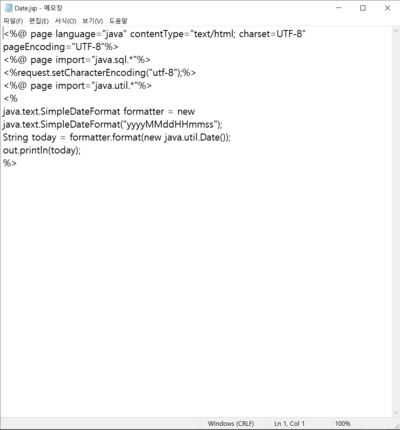 Date.jsp - 메모장
파일(F) 편집(E) 서식(O) 보기(V) 도움말
<%@ page language="java" contentType="text/html; charset=UTF-8"
pageEncoding="UTF-8"%>
<%@ page import="java.sql.*"%>
<%request.setCharacterEncoding("utf-8");%>
<%@ page import="java.util.*"%>
<%
java.text.SimpleDateFormat formatter = new
java.text.SimpleDateFormat("yyyyMMddHHmmss");
String today = formatter.format(new java.util.Date());
out.println(today);
%>
Windows (CRLF) Ln 1, Col 1 100%